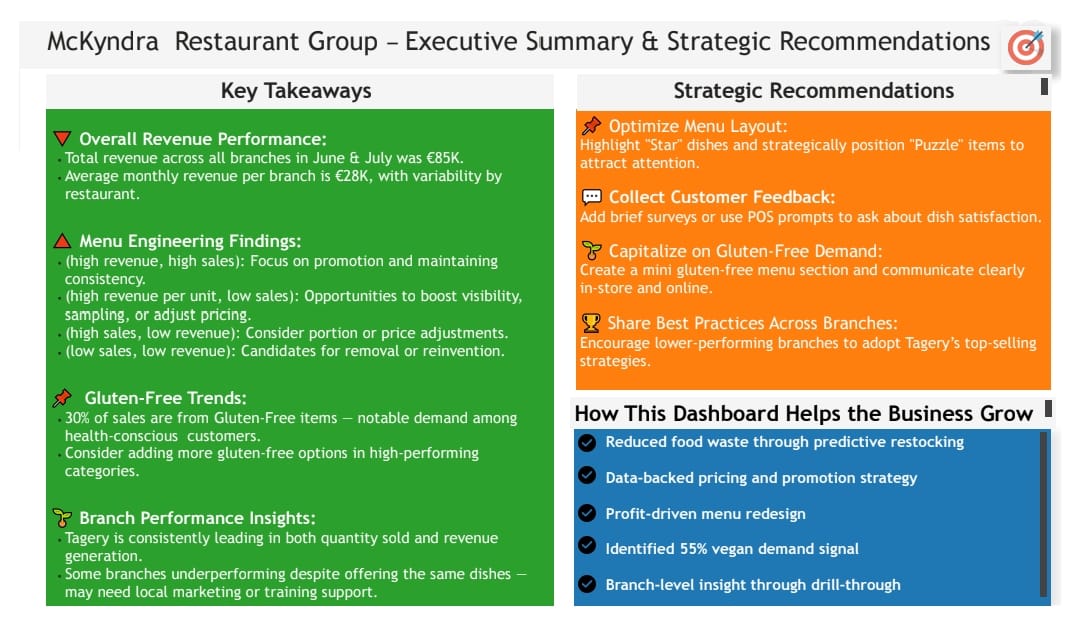 McKyndra Restaurant Group – Executive Summary & Strategic Recommendations
Key Takeaways
Overall Revenue Performance:
· Total revenue across all branches in June & July was €85K.
· Average monthly revenue per branch is €28K, with variability by
restaurant.
Menu Engineering Findings:
· (high revenue, high sales): Focus on promotion and maintaining
consistency.
· (high revenue per unit, low sales): Opportunities to boost visibility,
sampling, or adjust pricing.
· (high sales, low revenue): Consider portion or price adjustments.
· (low sales, low revenue): Candidates for removal or reinvention.
Gluten-Free Trends:
· 30% of sales are from Gluten-Free items — notable demand among
health-conscious customers.
· Consider adding more gluten-free options in high-performing
categories.
Branch Performance Insights:
· Tagery is consistently leading in both quantity sold and revenue
generation.
· Some branches underperforming despite offering the same dishes —
may need local marketing or training support.
Strategic Recommendations
Optimize Menu Layout:
Highlight "Star" dishes and strategically position "Puzzle" items to
attract attention.
Collect Customer Feedback:
Add brief surveys or use POS prompts to ask about dish satisfaction.
Capitalize on Gluten-Free Demand:
Create a mini gluten-free menu section and communicate clearly
in-store and online.
Share Best Practices Across Branches:
Encourage lower-performing branches to adopt Tagery’s top-selling
strategies.
How This Dashboard Helps the Business Grow
Reduced food waste through predictive restocking
Data-backed pricing and promotion strategy
Profit-driven menu redesign
Identified 55% vegan demand signal
Branch-level insight through drill-through